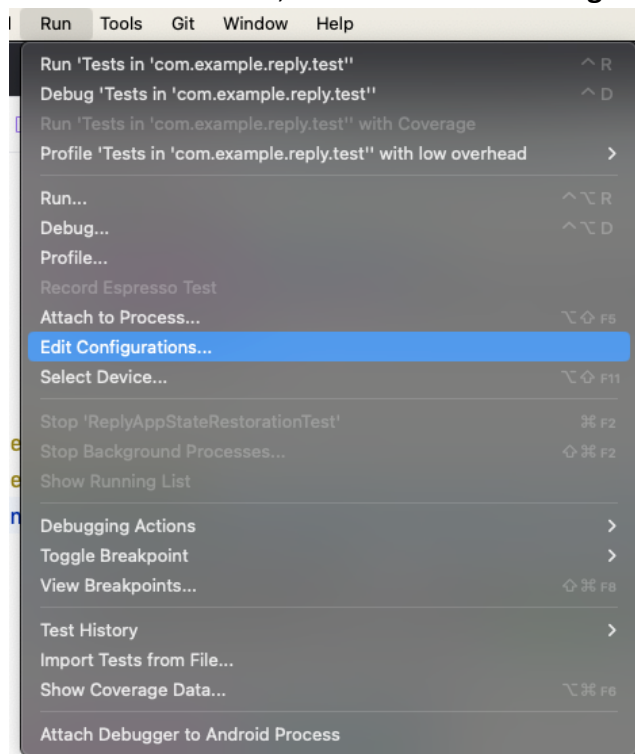 Run Tools Git Window Help
Run 'Tests in 'com.example.reply.test'' ^ R
Debug 'Tests in 'com.example.reply.test'' ^ D
Run 'Tests in 'com.example.reply.test'' with Coverage
Profile 'Tests in 'com.example.reply.test'' with low overhead >
Run... ^⌥ R
Debug... ^⌥ D
Profile...
Record Espresso Test
Attach to Process... ⌥⇧ F5
Edit Configurations...
Select Device... ⌥⇧ F11
Stop 'ReplyAppStateRestorationTest' ⌘ F2
Stop Background Processes... ⇧⌘ F2
Show Running List
Debugging Actions >
Toggle Breakpoint >
View Breakpoints... ⇧⌘ F8
Test History >
Import Tests from File...
Show Coverage Data... ⌥⌘ F6
Attach Debugger to Android Process